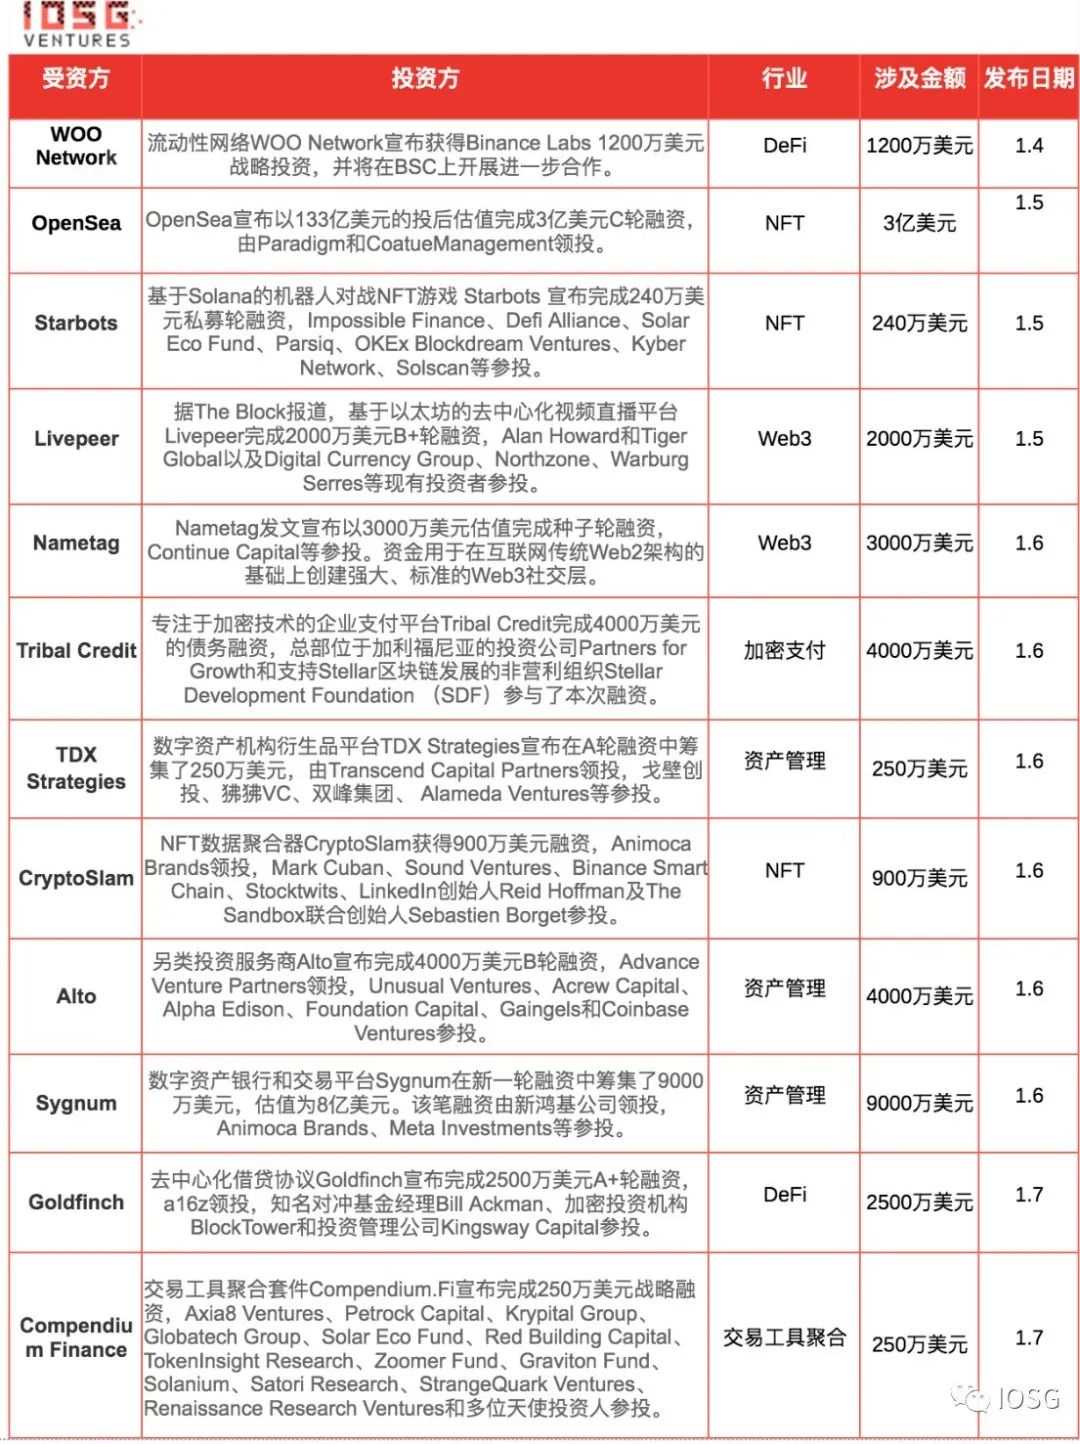 IOSG
VENTURES
受资方 投资方 行业 涉及金额 发布日期
WOO
Network
流动性网络WOO Network宣布获得Binance Labs 1200万美元
战略投资，并将在BSC上开展进一步合作。
DeFi
1200万美元
1.4
OpenSea
OpenSea宣布以133亿美元的投后估值完成3亿美元C轮融资，
由Paradigm和CoatueManagement领投。
NFT
3亿美元
1.5
Starbots
基于Solana的机器人对战NFT游戏 Starbots 宣布完成240万美
元私募轮融资，Impossible Finance、Defi Alliance、Solar
Eco Fund、Parsiq、OKEx Blockdream Ventures、Kyber
Network、Solscan等参投。
NFT
240万美元
1.5
Livepeer
据The Block报道，基于以太坊的去中心化视频直播平台
Livepeer完成2000万美元B+轮融资，Alan Howard和Tiger
Global以及Digital Currency Group、Northzone、Warburg
Serres等现有投资者参投。
Web3
2000万美元
1.5
Nametag
Nametag发文宣布以3000万美元估值完成种子轮融资，
Continue Capital等参投。资金用于在互联网传统Web2架构的
基础上创建强大、标准的Web3社交层。
Web3
3000万美元
1.6
Tribal Credit
专注于加密技术的企业支付平台Tribal Credit完成4000万美元
的债务融资，总部位于加利福尼亚的投资公司Partners for
Growth和支持Stellar区块链发展的非营利组织Stellar
Development Foundation （SDF）参与了本次融资。
加密支付
4000万美元
1.6
TDX
Strategies
数字资产机构衍生品平台TDX Strategies宣布在A轮融资中筹
集了250万美元，由Transcend Capital Partners领投，戈壁创
投、狒狒VC、双峰集团、 Alameda Ventures等参投。
资产管理
250万美元
1.6
CryptoSlam
NFT数据聚合器CryptoSlam获得900万美元融资，Animoca
Brands领投，Mark Cuban、Sound Ventures、Binance Smart
Chain、Stocktwits、LinkedIn创始人Reid Hoffman及The
Sandbox联合创始人Sebastien Borget参投。
NFT
900万美元
1.6
Alto
另类投资服务商Alto宣布完成4000万美元B轮融资，Advance
Venture Partners领投，Unusual Ventures、Acrew Capital、
Alpha Edison、Foundation Capital、Gaingels和Coinbase
Ventures参投。
资产管理
4000万美元
1.6
Sygnum
数字资产银行和交易平台Sygnum在新一轮融资中筹集了9000
万美元，估值为8亿美元。该笔融资由新鸿基公司领投，
Animoca Brands、Meta Investments等参投。
资产管理
9000万美元
1.6
Goldfinch
去中心化借贷协议Goldfinch宣布完成2500万美元A+轮融资，
a16z领投，知名对冲基金经理Bill Ackman、加密投资机构
BlockTower和投资管理公司Kingsway Capital参投。
DeFi
2500万美元
1.7
Compendiu
m Finance
交易工具聚合套件Compendium.Fi宣布完成250万美元战略融
资，Axia8 Ventures、Petrock Capital、Krypital Group、
Globatech Group、Solar Eco Fund、Red Building Capital、
TokenInsight Research、Zoomer Fund、Graviton Fund、
Solanium、Satori Research、StrangeQuark Ventures、
Renaissance Research Ventures和多位天使投资人参投。
交易工具聚合
250万美元
1.7
IOSG